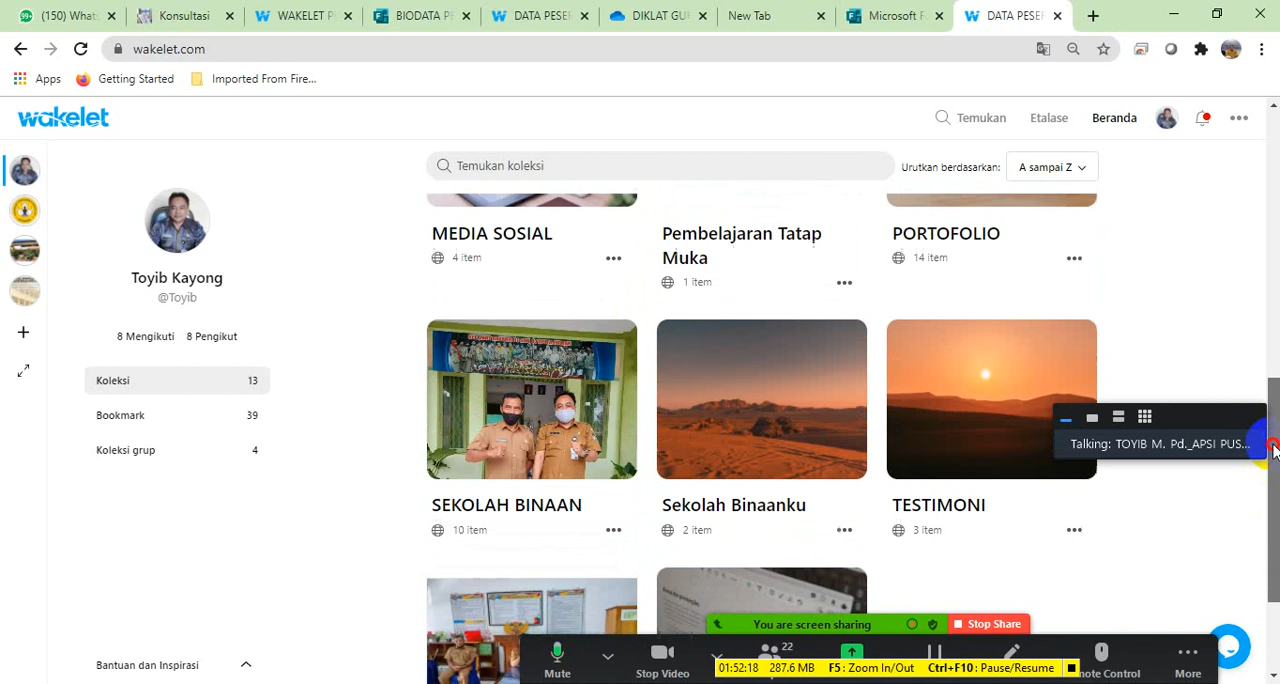 (150) What
Konsultasi
WAKELET P
BIODATA PE
DATA PESER
DIKLAT GU
New Tab
Microsoft F
DATA PESE
wakelet.com
Apps
Getting Started
Imported From Fire...
wakelet
Temukan
Etalase
Beranda
Temukan koleksi
Urutkan berdasarkan:
A sampai Z
Toyib Kayong
@Toyib
8 Mengikuti 8 Pengikut
Koleksi 13
Bookmark 39
Koleksi grup 4
MEDIA SOSIAL
4 item
Pembelajaran Tatap
Muka
1 item
PORTOFOLIO
14 item
SEKOLAH BINAAN
10 item
Sekolah Binaanku
2 item
TESTIMONI
3 item
Talking: TOYIB M. Pd._APSI PUS...
You are screen sharing
Stop Share
Mute
Stop Video
22
01:52:18 287.6 MB F5: Zoom In/Out Ctrl+F10: Pause/Resume
mote Control
More
Bantuan dan Inspirasi